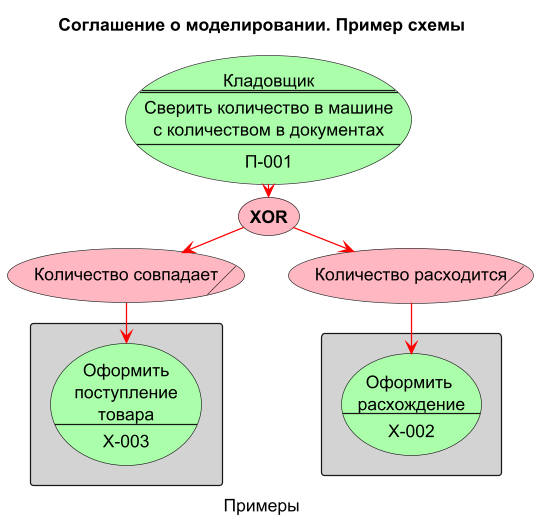 Соглашение о моделировании. Пример схемы
Кладовщик
Сверить количество в машине
с количеством в документах
П-001
XOR
Количество совпадает
Количество расходится
Оформить
поступление
товара
Х-003
Оформить
расхождение
Х-002
Примеры